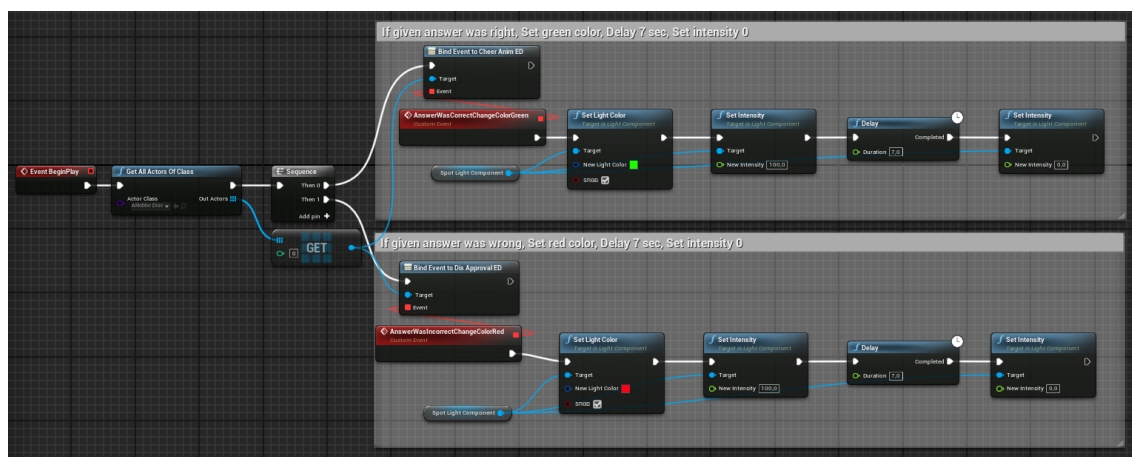 If given answer was right, Set green color, Delay 7 sec, Set intensity 0
Bind Event to Cheer Anim ED
Target
Event
AnswerWasCorrectChangeColorGreen
Custom Event
Spot Light Component
Set Light Color
Target is Light Component
Target
New Light Color
SRGB
Set Intensity
Target is Light Component
Target
New Intensity 100,0
Delay
Completed
Duration 7,0
Set Intensity
Target is Light Component
Target
New Intensity 0,0
Event BeginPlay
Get All Actors Of Class
Actor Class
Out Actors
Sequence
Then 0
Then 1
Add pin +
0
GET
If given answer was wrong, Set red color, Delay 7 sec, Set intensity 0
Bind Event to Dis Approval ED
Target
Event
AnswerWasIncorrectChangeColorRed
Custom Event
Spot Light Component
Set Light Color
Target is Light Component
Target
New Light Color
SRGB
Set Intensity
Target is Light Component
Target
New Intensity 100,0
Delay
Completed
Duration 7,0
Set Intensity
Target is Light Component
Target
New Intensity 0,0